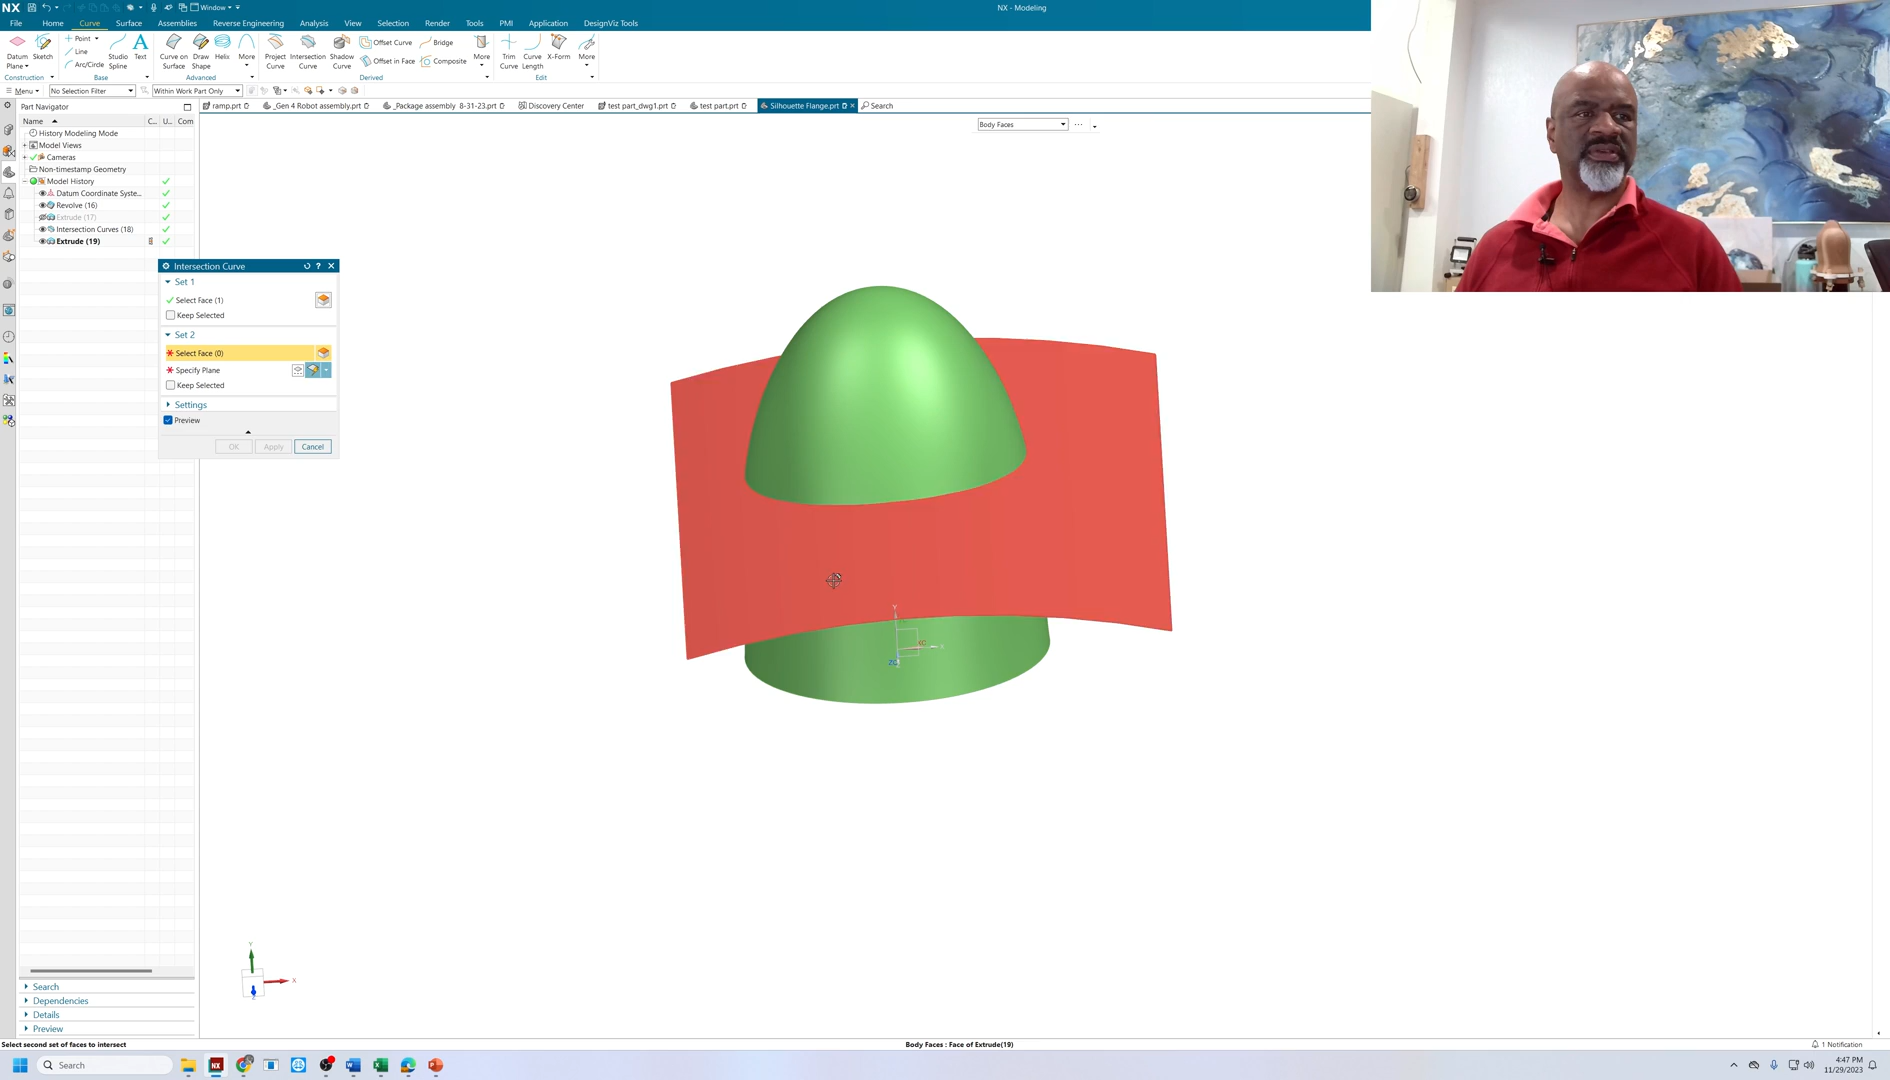 NX Window NX - Modeling
File Home Curve Surface Assemblies Reverse Engineering Analysis View Selection Render Tools PMI Application DesignViz Tools
Datum Plane Sketch Point Line Arc/Circle Studio Spline Text Curve on Surface Draw Shape Helix More Project Curve Intersection Curve Shadow Curve Offset Curve Offset in Face Bridge Composite More Trim Curve Curve Length X-Form More
Construction Base Advanced Derived Edit
Menu No Selection Filter Within Work Part Only
Part Navigator
ramp.prt _Gen 4 Robot assembly.prt _Package assembly 8-31-23.prt Discovery Center test part_dwg1.prt test part.prt Silhouette Flange.prt Search
Name C... U... Com
Body Faces
History Modeling Mode
Model Views
Cameras
Non-timestamp Geometry
Model History
Datum Coordinate Syste...
Revolve (16)
Extrude (17)
Intersection Curves (18)
Extrude (19)
Intersection Curve
Set 1
Select Face (1)
Keep Selected
Set 2
Select Face (0)
Specify Plane
Keep Selected
Settings
Preview
OK Apply Cancel
Y
X
Y
X
Z
Search
Dependencies
Details
Preview
Select second set of faces to intersect Body Faces : Face of Extrude(19) 1 Notification
Search
4:47 PM
11/29/2023